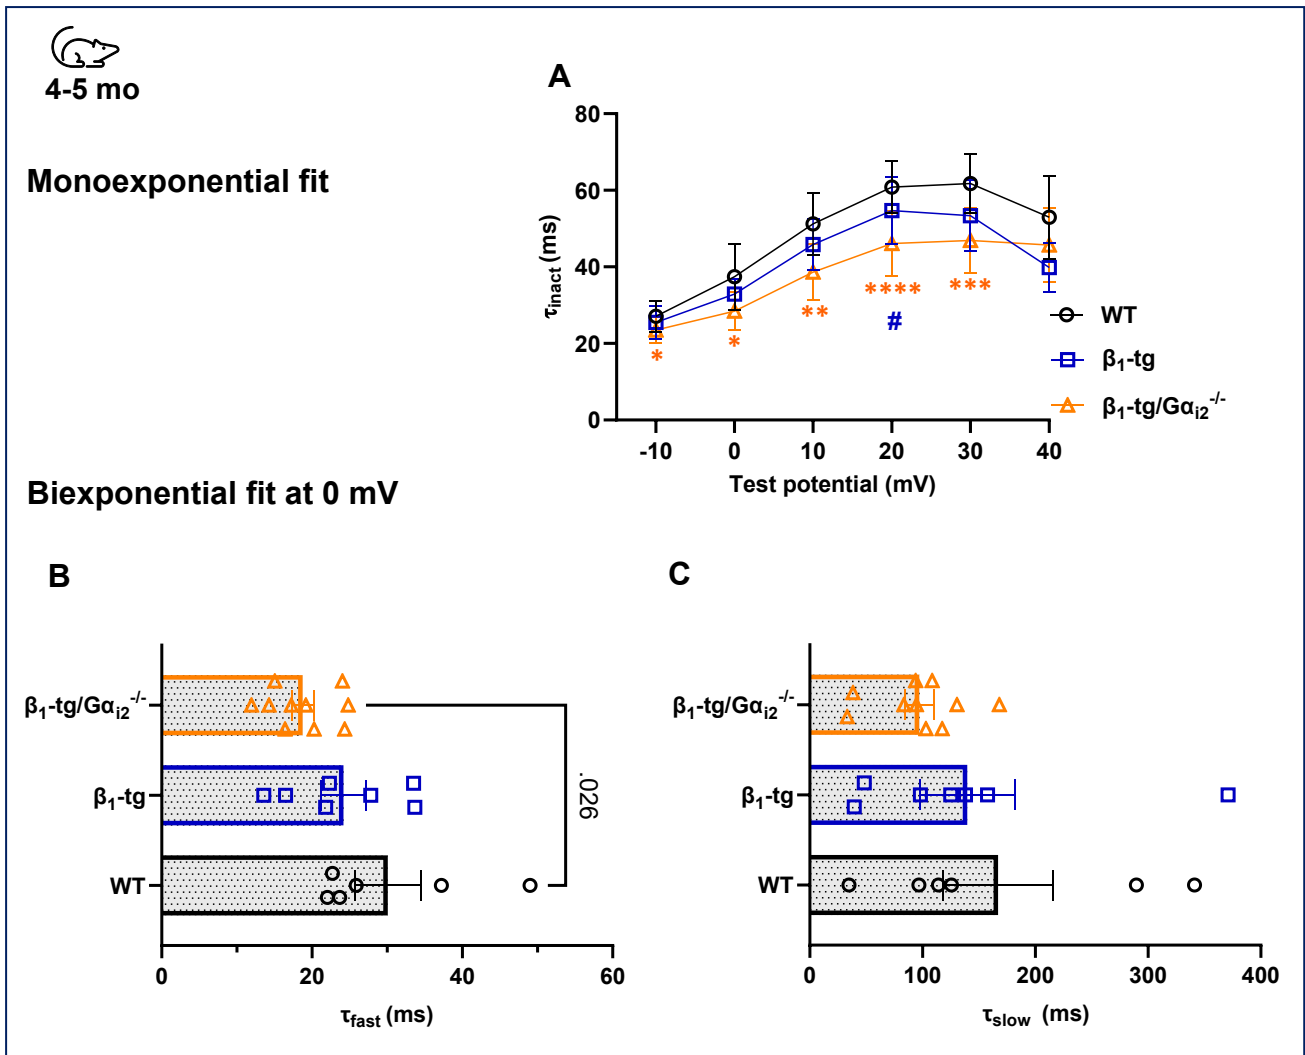 4-5 mo
A
Monoexponential fit
80
60
40
20
0
τinact (ms)
****
***
**
#
*
*
WT
β1-tg
β1-tg/Gαi2-/-
-10 0 10 20 30 40
Test potential (mV)
Biexponential fit at 0 mV
B
C
β1-tg/Gαi2-/-
β1-tg
WT
.026
0 20 40 60
τfast (ms)
β1-tg/Gαi2-/-
β1-tg
WT
0 100 200 300 400
τslow (ms)